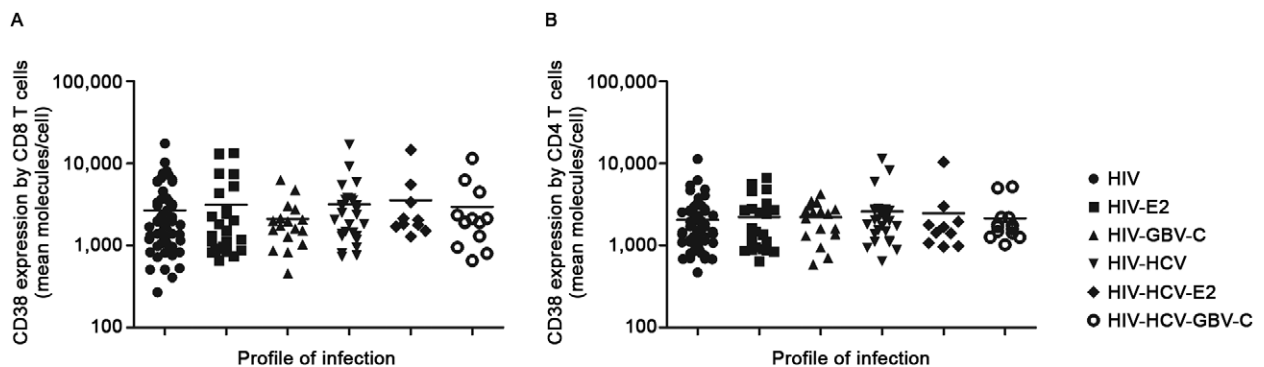 A
CD38 expression by CD8 T cells
(mean molecules/cell)
100,000
10,000
1,000
100
Profile of infection
B
CD38 expression by CD4 T cells
(mean molecules/cell)
100,000
10,000
1,000
100
Profile of infection
HIV
HIV-E2
HIV-GBV-C
HIV-HCV
HIV-HCV-E2
HIV-HCV-GBV-C